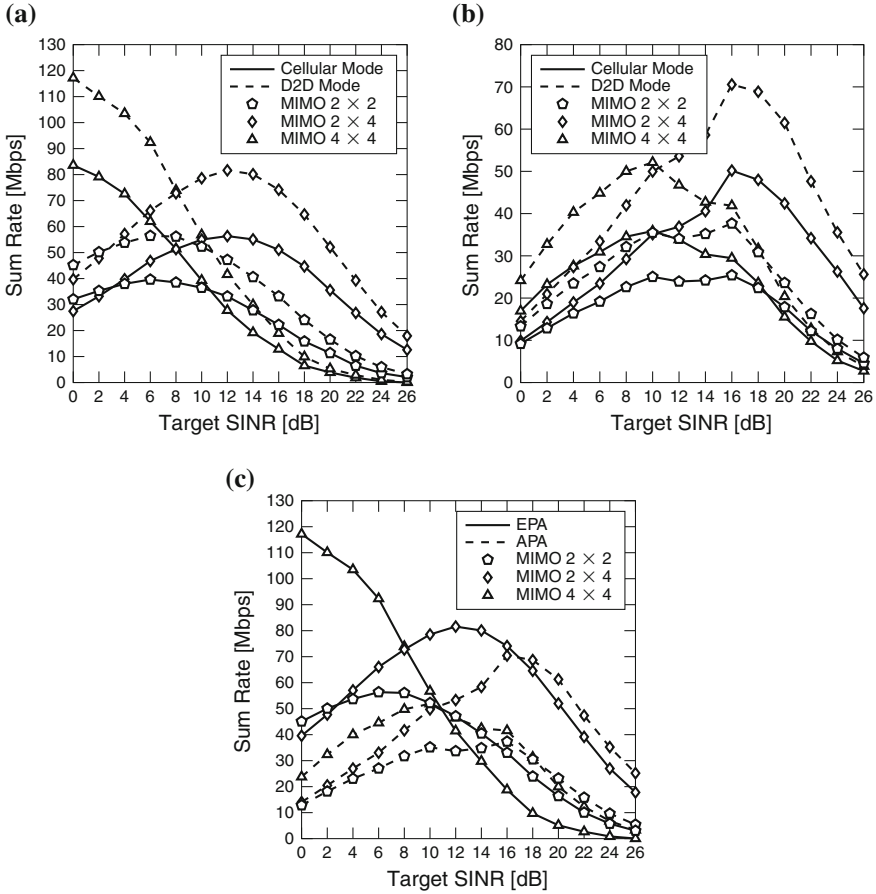 (a)
130
120
110
100
90
80
70
60
50
40
30
20
10
0
Sum Rate [Mbps]
Cellular Mode
D2D Mode
MIMO 2 × 2
MIMO 2 × 4
MIMO 4 × 4
0 2 4 6 8 10 12 14 16 18 20 22 24 26
Target SINR [dB]
(b)
80
70
60
50
40
30
20
10
0
Sum Rate [Mbps]
Cellular Mode
D2D Mode
MIMO 2 × 2
MIMO 2 × 4
MIMO 4 × 4
0 2 4 6 8 10 12 14 16 18 20 22 24 26
Target SINR [dB]
(c)
130
120
110
100
90
80
70
60
50
40
30
20
10
0
Sum Rate [Mbps]
EPA
APA
MIMO 2 × 2
MIMO 2 × 4
MIMO 4 × 4
0 2 4 6 8 10 12 14 16 18 20 22 24 26
Target SINR [dB]